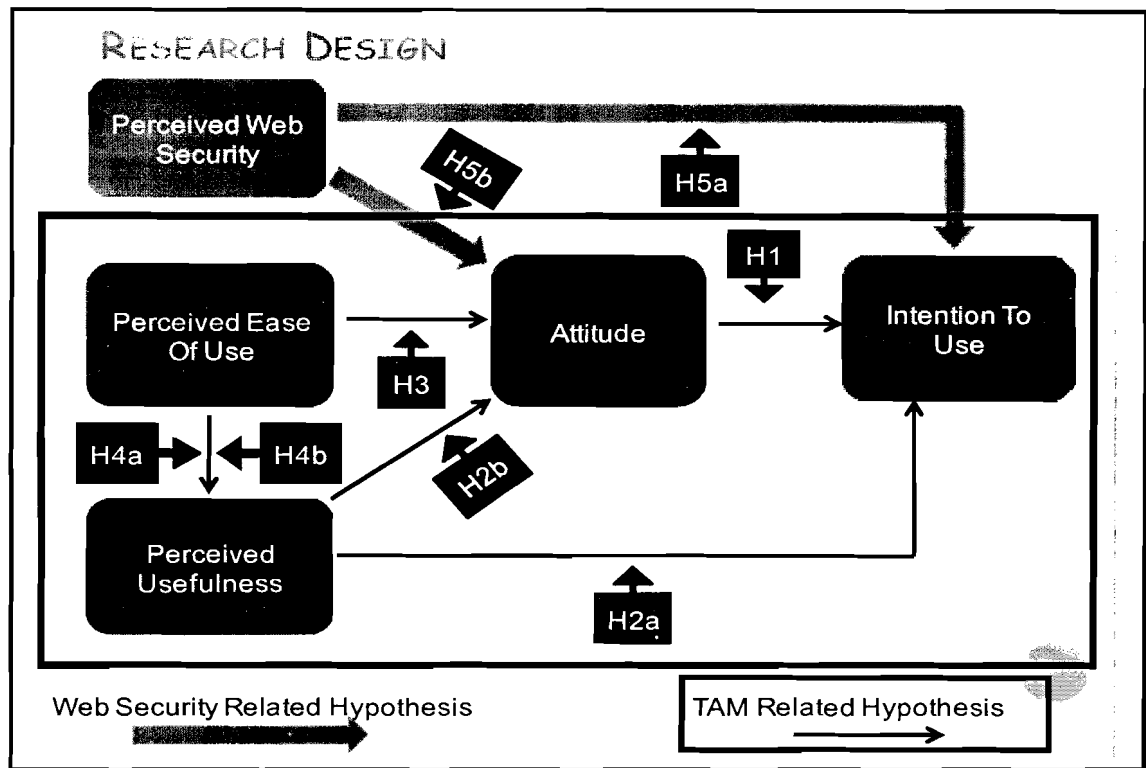 RESEARCH DESIGN
Perceived Web
Security
H5b
H5a
H1
Perceived Ease
Of Use
Attitude
Intention To
Use
H3
H4a
H4b
H2b
Perceived
Usefulness
H2a
Web Security Related Hypothesis
TAM Related Hypothesis